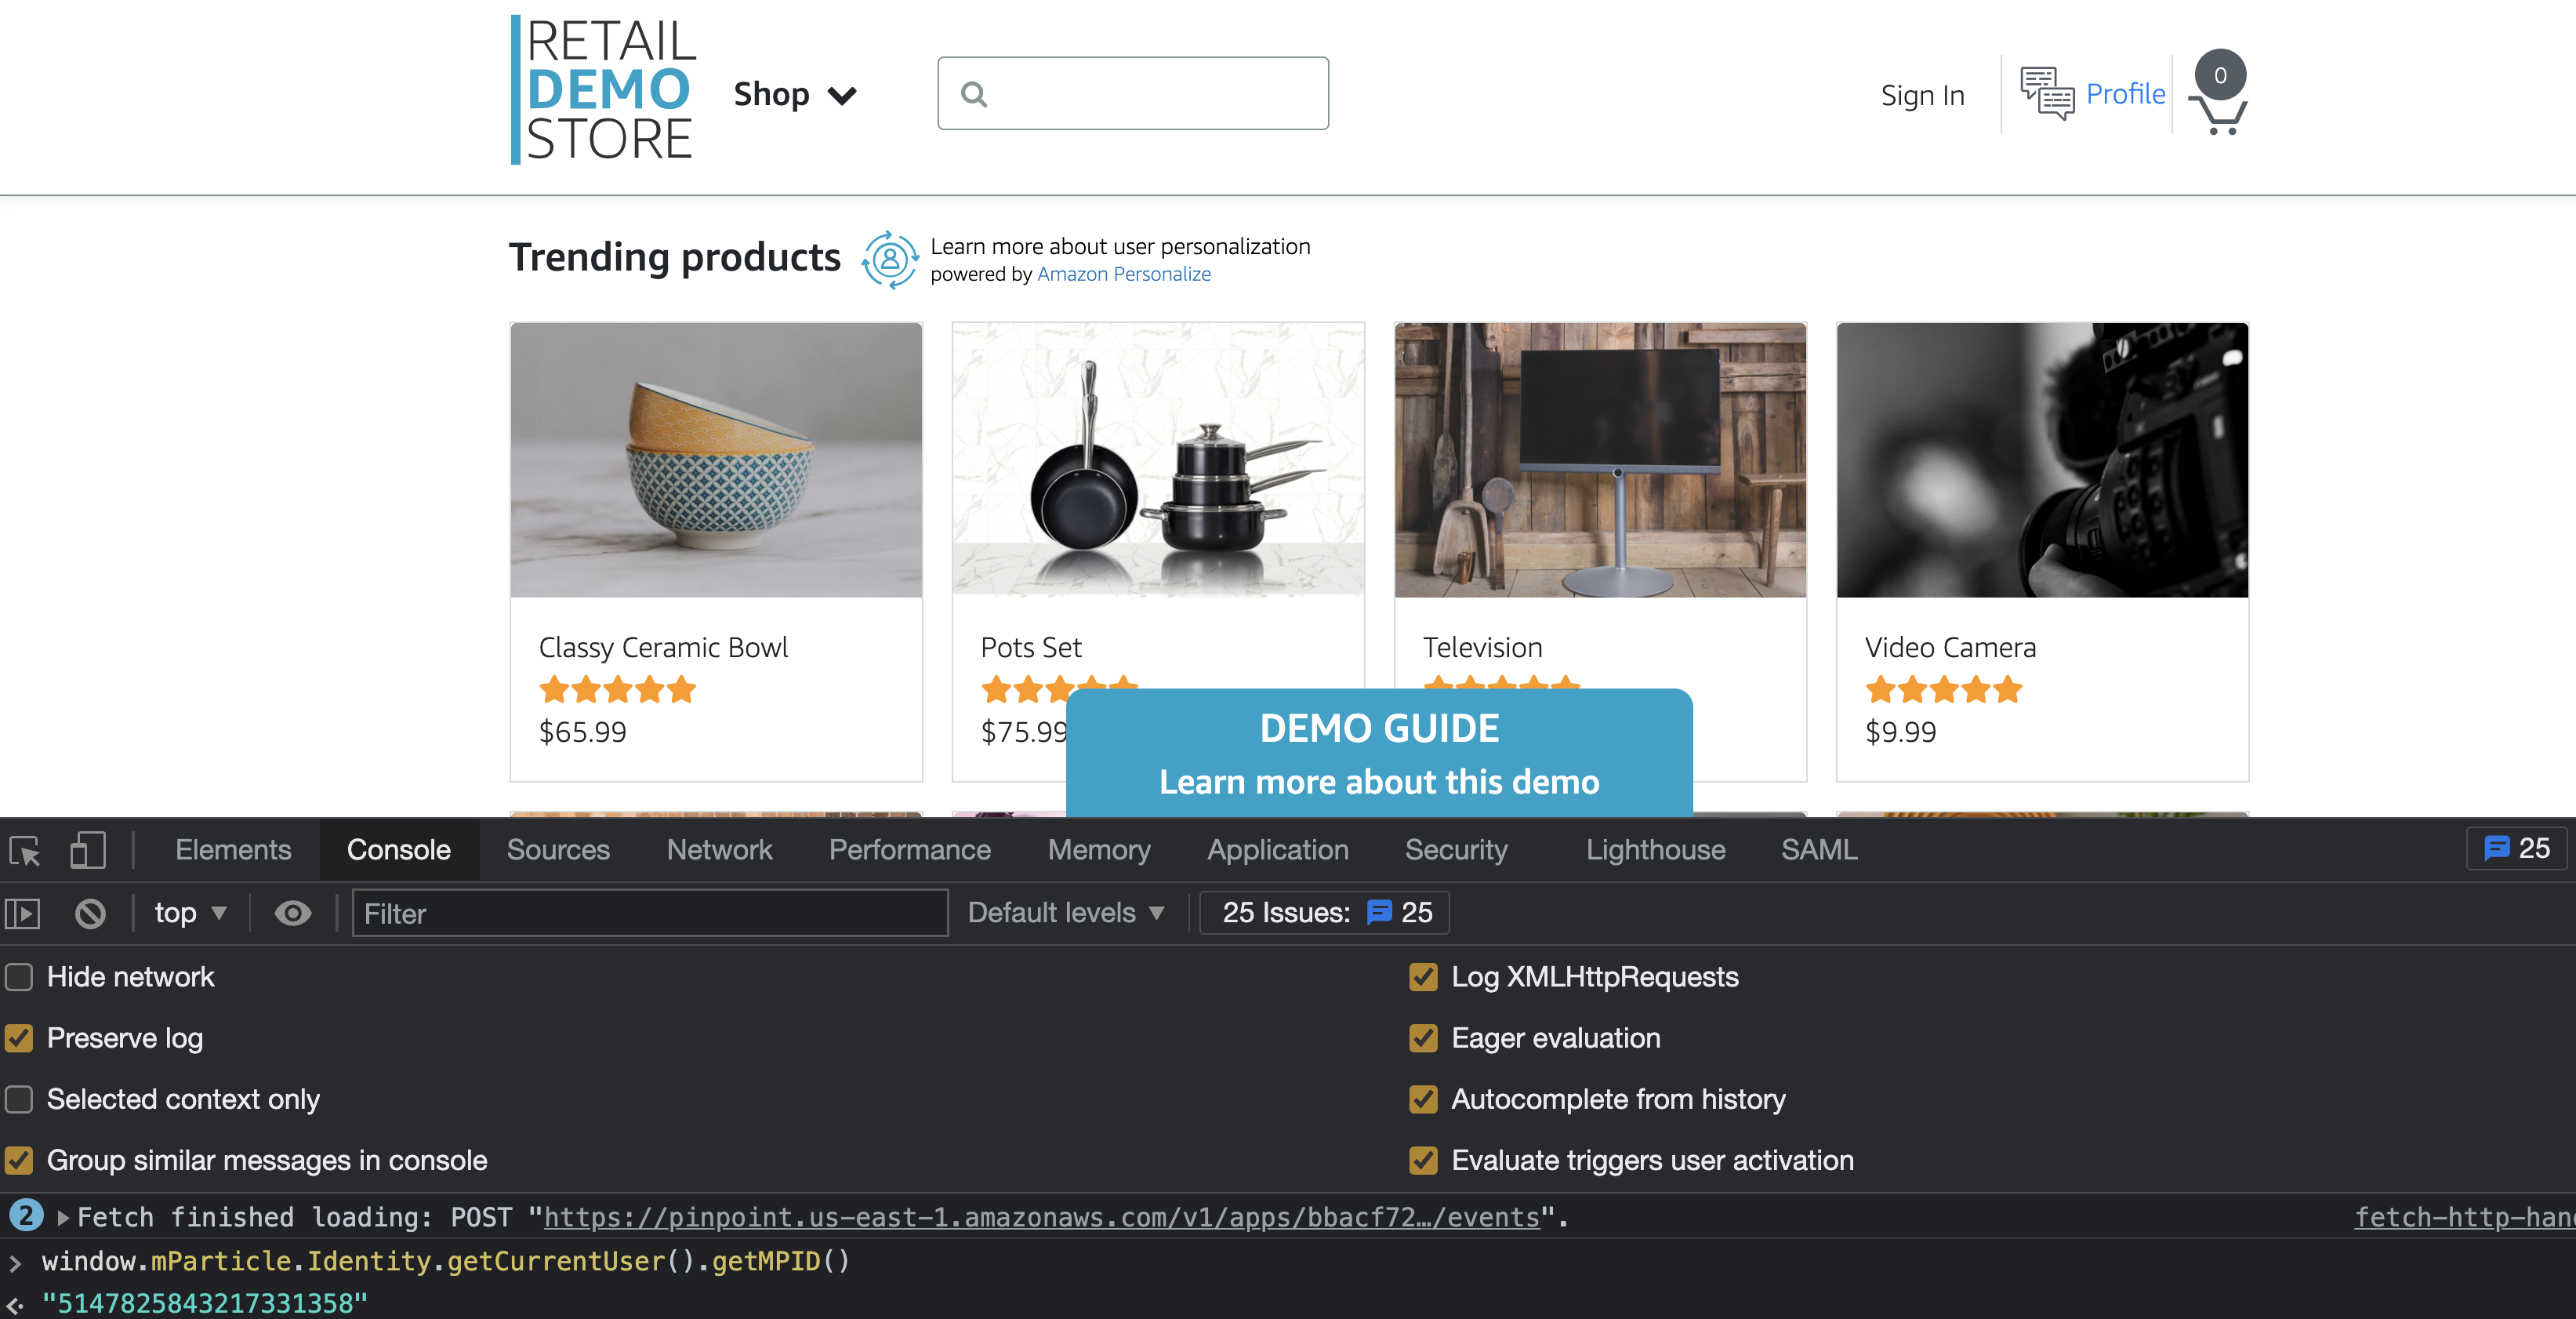 RETAIL
DEMO
STORE
Shop
Sign In
Profile
0
Trending products
Learn more about user personalization
powered by Amazon Personalize
Classy Ceramic Bowl
$65.99
Pots Set
$75.99
Television
Video Camera
$9.99
DEMO GUIDE
Learn more about this demo
Elements Console Sources Network Performance Memory Application Security Lighthouse SAML 25
top Filter Default levels 25 Issues: 25
Hide network
Log XMLHttpRequests
Preserve log
Eager evaluation
Selected context only
Autocomplete from history
Group similar messages in console
Evaluate triggers user activation
2 Fetch finished loading: POST "https://pinpoint.us-east-1.amazonaws.com/v1/apps/bbacf72…/events". fetch-http-hand
window.mParticle.Identity.getCurrentUser().getMPID()
"5147825843217331358"